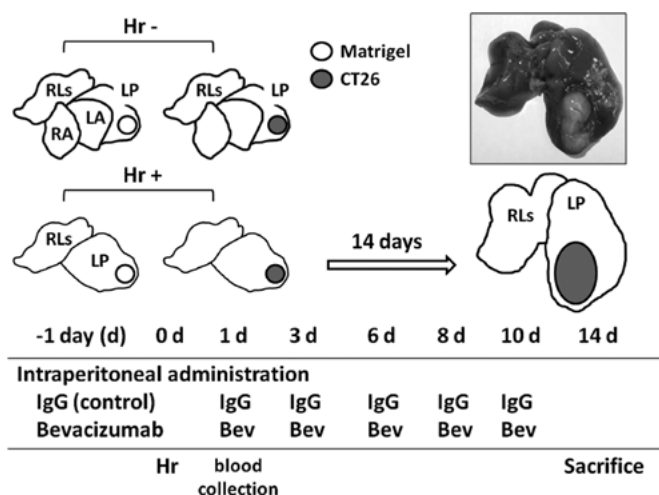 Hr -
Matrigel
CT26
RLs
LP
LA
RA
RLs
LP
Hr +
RLs
LP
14 days
RLs
LP
-1 day (d) 0 d 1 d 3 d 6 d 8 d 10 d 14 d
Intraperitoneal administration
IgG (control) IgG IgG IgG IgG IgG
Bevacizumab Bev Bev Bev Bev Bev
Hr blood collection Sacrifice